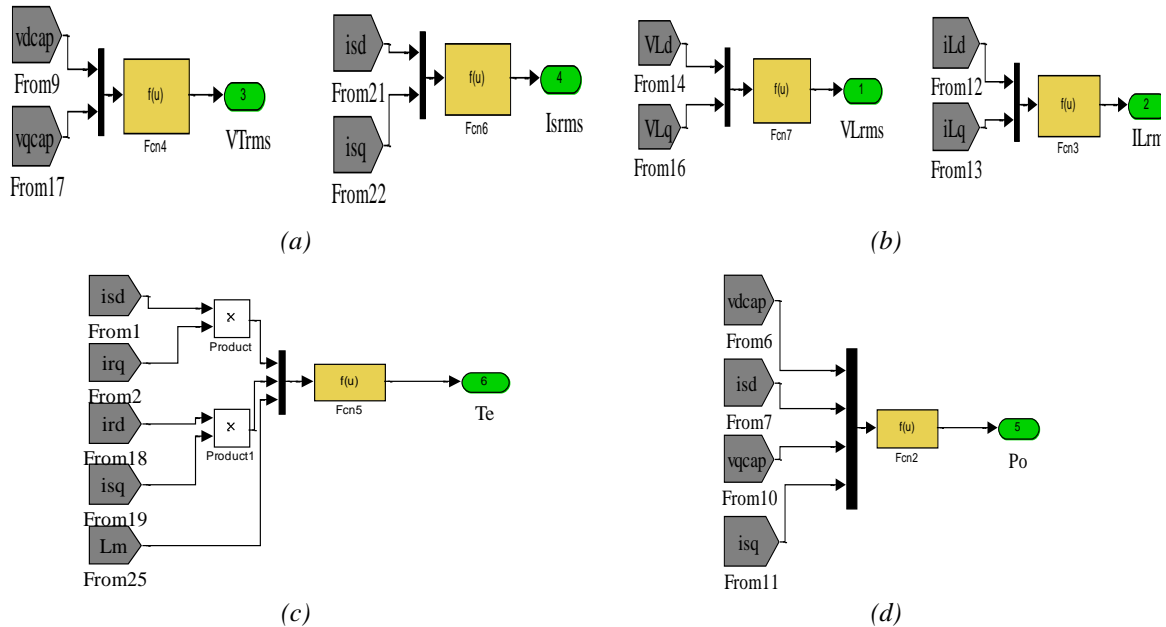 vdcap
From9
vqcap
From17
f(u)
Fcn4
3
VTrms
isd
From21
isq
From22
f(u)
Fcn6
4
Isrms
(a)
VLd
From14
VLq
From16
f(u)
Fcn7
1
VLrms
iLd
From12
iLq
From13
f(u)
Fcn3
2
ILrm
(b)
isd
From1
irq
From2
ird
From18
isq
From19
Lm
From25
×
Product
×
Product1
f(u)
Fcn5
6
Te
(c)
vdcap
From6
isd
From7
vqcap
From10
isq
From11
f(u)
Fcn2
5
Po
(d)